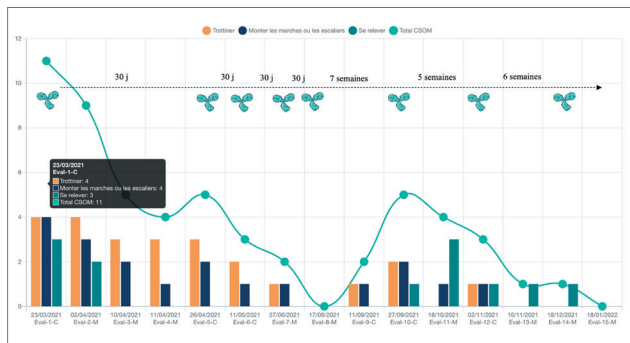 Trottiner Monter les marches ou les escaliers Se relever Total CSOM
12
30 j 30 j 30 j 30 j 7 semaines 5 semaines 6 semaines
10
8
23/03/2021
Eval-1-C
Trottiner: 4
Monter les marches ou les escaliers: 4
Se relever: 3
Total CSOM: 11
6
4
2
0
23/03/2021 02/04/2021 10/04/2021 11/04/2021 26/04/2021 11/05/2021 27/06/2021 17/08/2021 11/09/2021 27/09/2021 18/10/2021 02/11/2021 16/11/2021 18/12/2021 18/01/2022
Eval-1-C Eval-2-M Eval-3-M Eval-4-M Eval-5-C Eval-6-C Eval-7-M Eval-8-M Eval-9-C Eval-10-C Eval-11-M Eval-12-C Eval-13-M Eval-14-M Eval-15-M